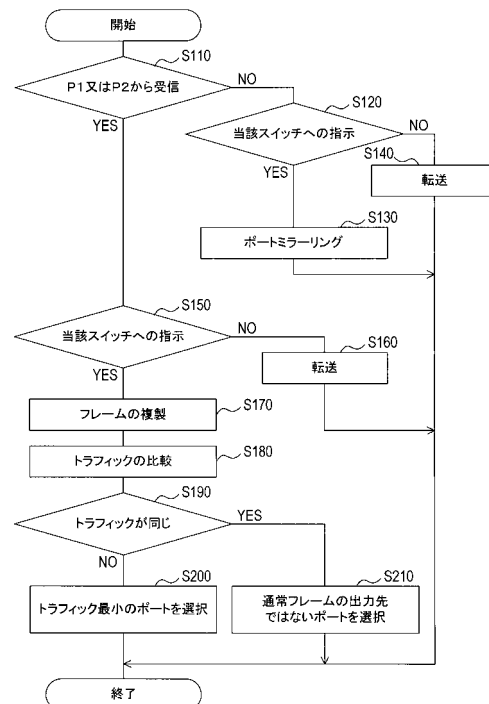 開始
S110
P1又はP2から受信
NO
YES
S120
当該スイッチへの指示
NO
YES
S140
転送
S130
ポートミラーリング
S150
当該スイッチへの指示
NO
YES
S160
転送
フレームの複製
S170
トラフィックの比較
S180
S190
トラフィックが同じ
YES
NO
S200
トラフィック最小のポートを選択
S210
通常フレームの出力先
ではないポートを選択
終了